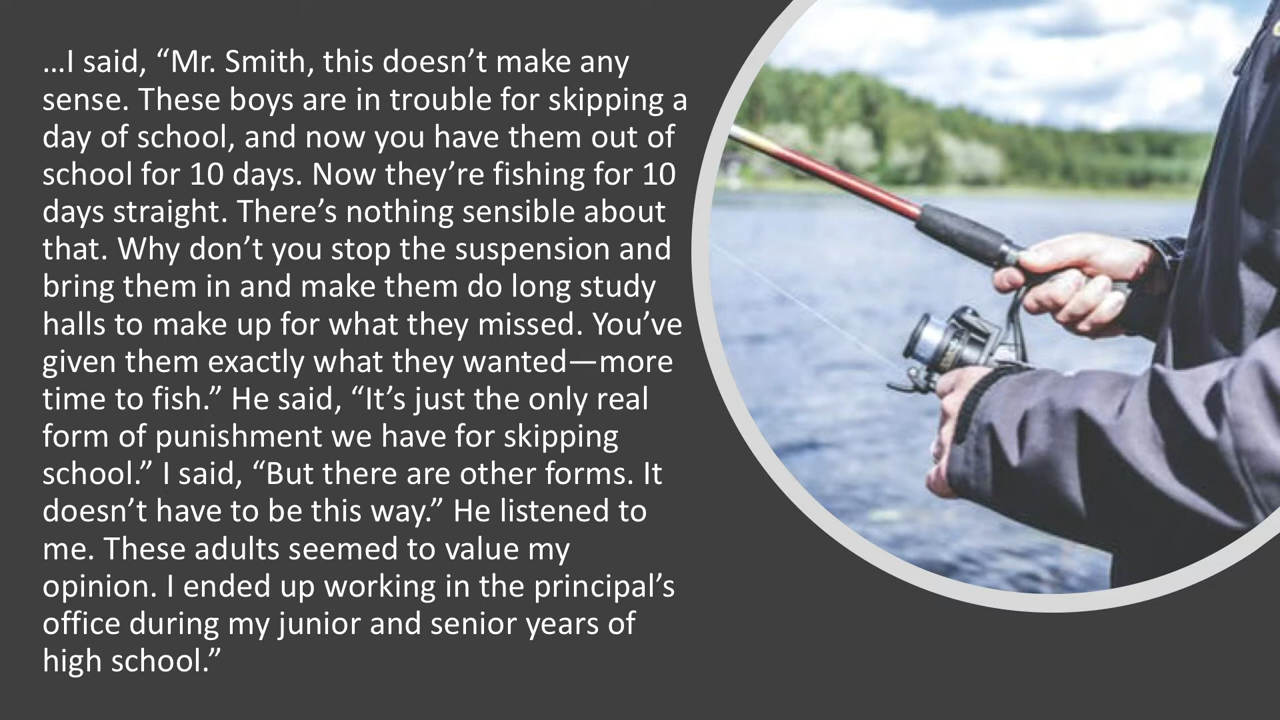 …I said, “Mr. Smith, this doesn’t make any
sense. These boys are in trouble for skipping a
day of school, and now you have them out of
school for 10 days. Now they’re fishing for 10
days straight. There’s nothing sensible about
that. Why don’t you stop the suspension and
bring them in and make them do long study
halls to make up for what they missed. You’ve
given them exactly what they wanted—more
time to fish.” He said, “It’s just the only real
form of punishment we have for skipping
school.” I said, “But there are other forms. It
doesn’t have to be this way.” He listened to
me. These adults seemed to value my
opinion. I ended up working in the principal’s
office during my junior and senior years of
high school.”